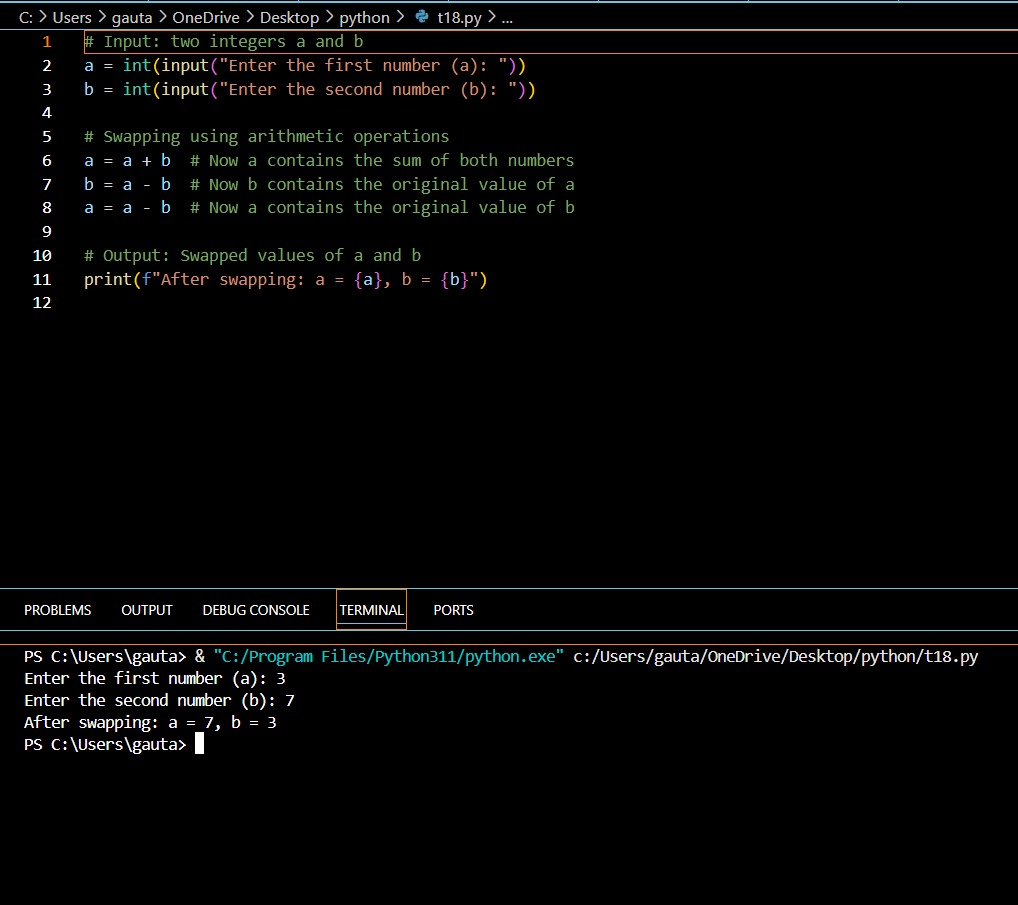 C: > Users > gauta > OneDrive > Desktop > python > t18.py > ...
1 # Input: two integers a and b
2 a = int(input("Enter the first number (a): "))
3 b = int(input("Enter the second number (b): "))
4
5 # Swapping using arithmetic operations
6 a = a + b  # Now a contains the sum of both numbers
7 b = a - b  # Now b contains the original value of a
8 a = a - b  # Now a contains the original value of b
9
10 # Output: Swapped values of a and b
11 print(f"After swapping: a = {a}, b = {b}")
12
PROBLEMS OUTPUT DEBUG CONSOLE TERMINAL PORTS
PS C:\Users\gauta> & "C:/Program Files/Python311/python.exe" c:/Users/gauta/OneDrive/Desktop/python/t18.py
Enter the first number (a): 3
Enter the second number (b): 7
After swapping: a = 7, b = 3
PS C:\Users\gauta>